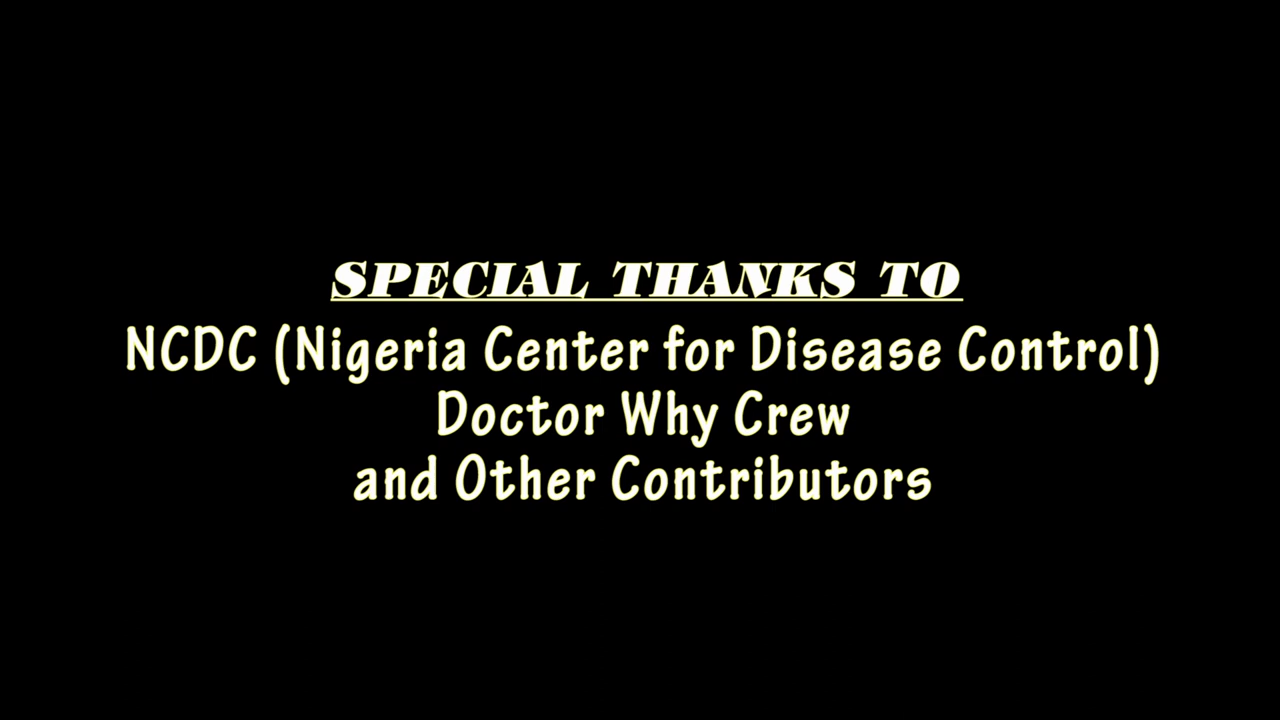 SPECIAL THANKS TO
NCDC (Nigeria Center for Disease Control)
Doctor Why Crew
and Other Contributors